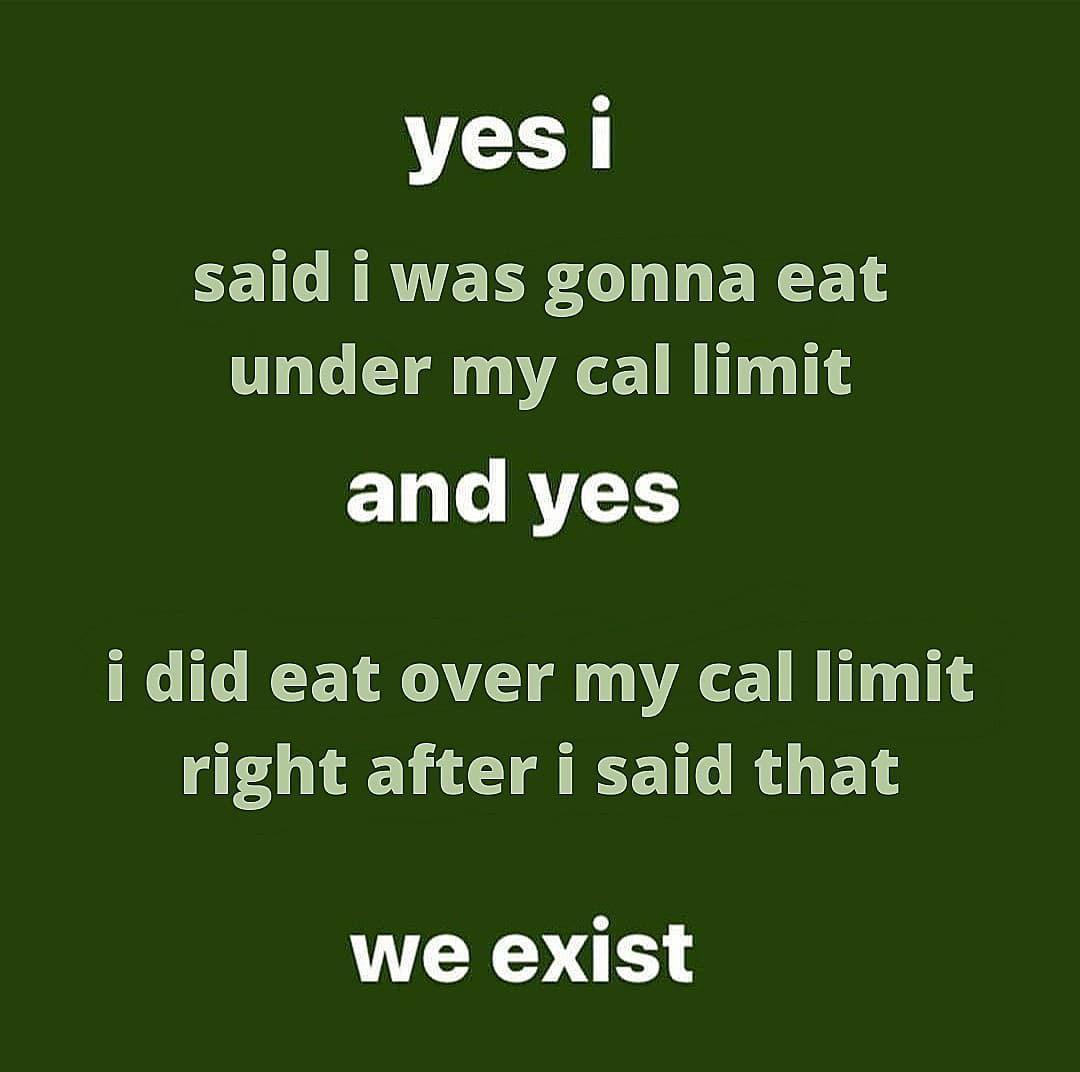 yes i
said i was gonna eat
under my cal limit
and yes
i did eat over my cal limit
right after i said that
we exist